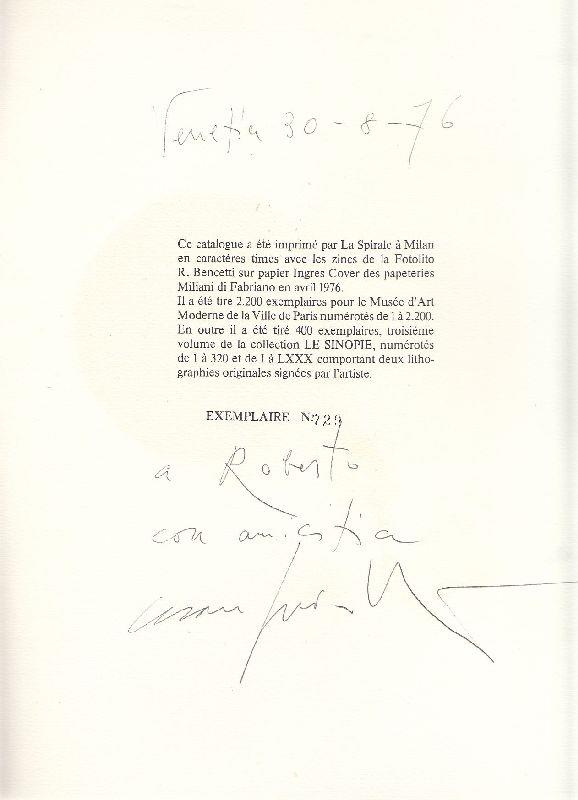 Venezia 30-8-76
Ce catalogue a été imprimé par La Spirale à Milan
en caractères times avec les zincs de la Fotolito
R. Bencetti sur papier Ingres Cover des papeteries
Miliani di Fabriano en avril 1976.
Il a été tiré 2.200 exemplaires pour le Musée d'Art
Moderne de la Ville de Paris numérotés de 1 à 2.200.
En outre il a été tiré 400 exemplaires, troisième
volume de la collection LE SINOPIE, numérotés
de 1 à 320 et de I à LXXX comportant deux litho-
graphies originales signées par l'artiste.
EXEMPLAIRE N. 729
a Roberto
con amicizia